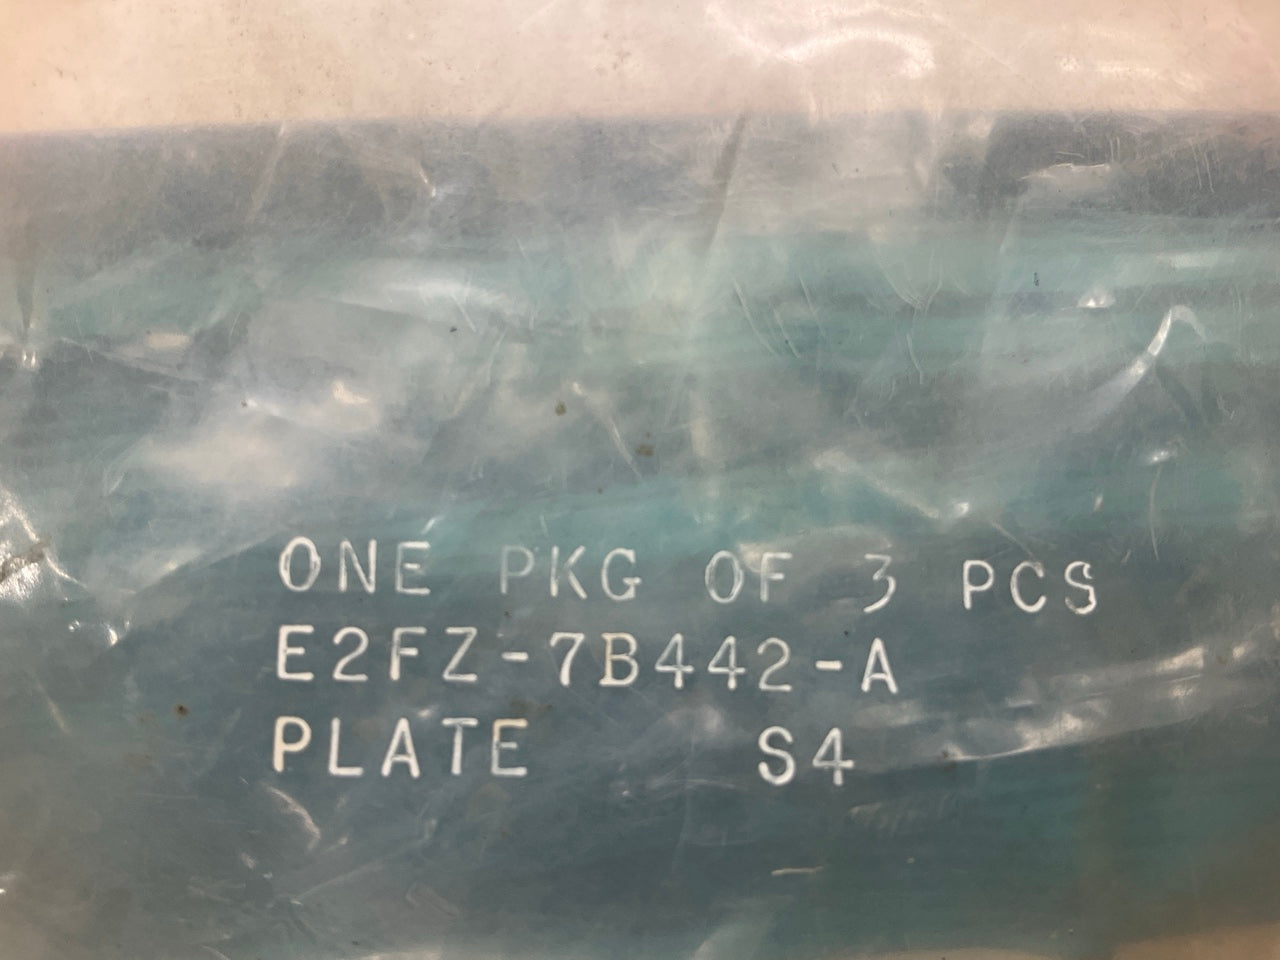 ONE PKG OF 3 PCS
E2FZ-7B442-A
PLATE S4